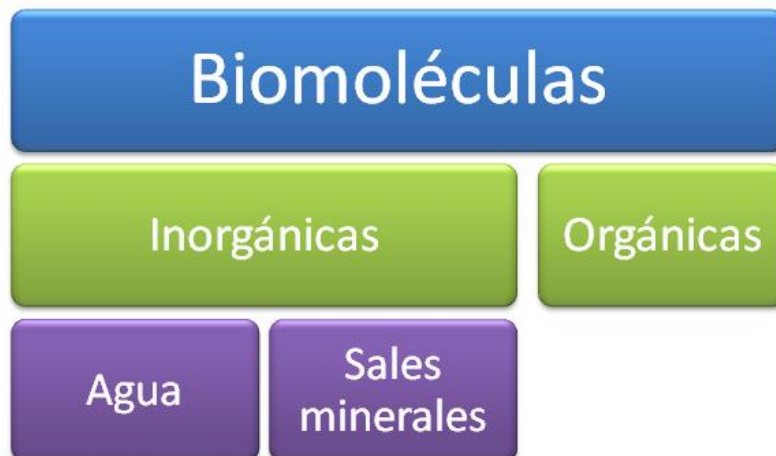 Biomoléculas
Inorgánicas
Orgánicas
Agua
Sales
minerales